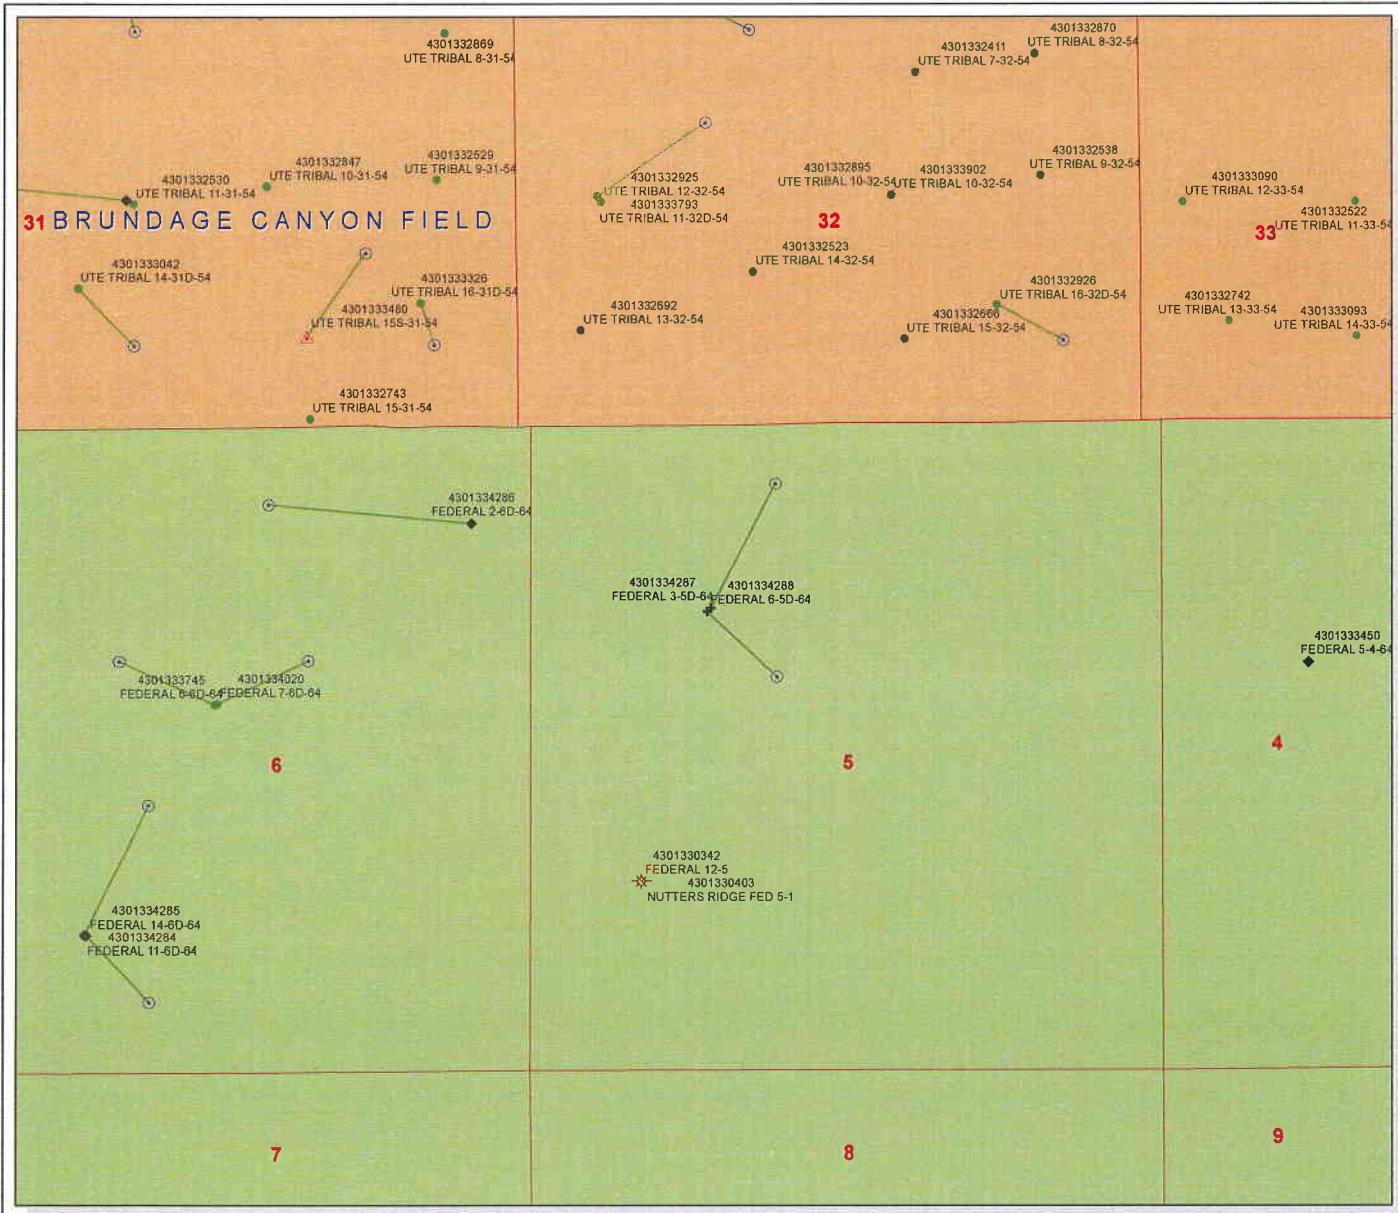 4301332869
UTE TRIBAL 8-31-54
4301332870
UTE TRIBAL 8-32-54
4301332411
UTE TRIBAL 7-32-54
4301332847
UTE TRIBAL 10-31-54
4301332529
UTE TRIBAL 9-31-54
4301332530
UTE TRIBAL 11-31-54
4301332925
UTE TRIBAL 12-32-54
4301333793
UTE TRIBAL 11-32D-54
4301332895
UTE TRIBAL 10-32-54
4301333902
UTE TRIBAL 10-32-54
4301332538
UTE TRIBAL 9-32-54
4301333090
UTE TRIBAL 12-33-54
4301332522
UTE TRIBAL 11-33-54
31 BRUNDAGE CANYON FIELD
32
33
4301333042
UTE TRIBAL 14-31D-54
4301333326
UTE TRIBAL 16-31D-54
4301333480
UTE TRIBAL 15S-31-54
4301332523
UTE TRIBAL 14-32-54
4301332692
UTE TRIBAL 13-32-54
4301332926
UTE TRIBAL 16-32D-54
4301332666
UTE TRIBAL 15-32-54
4301332742
UTE TRIBAL 13-33-54
4301333093
UTE TRIBAL 14-33-54
4301332743
UTE TRIBAL 15-31-54
4301334286
FEDERAL 2-6D-64
4301334287
FEDERAL 3-5D-64
4301334288
FEDERAL 6-5D-64
4301333450
FEDERAL 5-4-64
4301333745
FEDERAL 6-6D-64
4301334020
FEDERAL 7-6D-64
6
5
4
4301330342
FEDERAL 12-5
4301330403
NUTTERS RIDGE FED 5-1
4301334285
FEDERAL 14-6D-64
4301334284
FEDERAL 11-6D-64
7
8
9